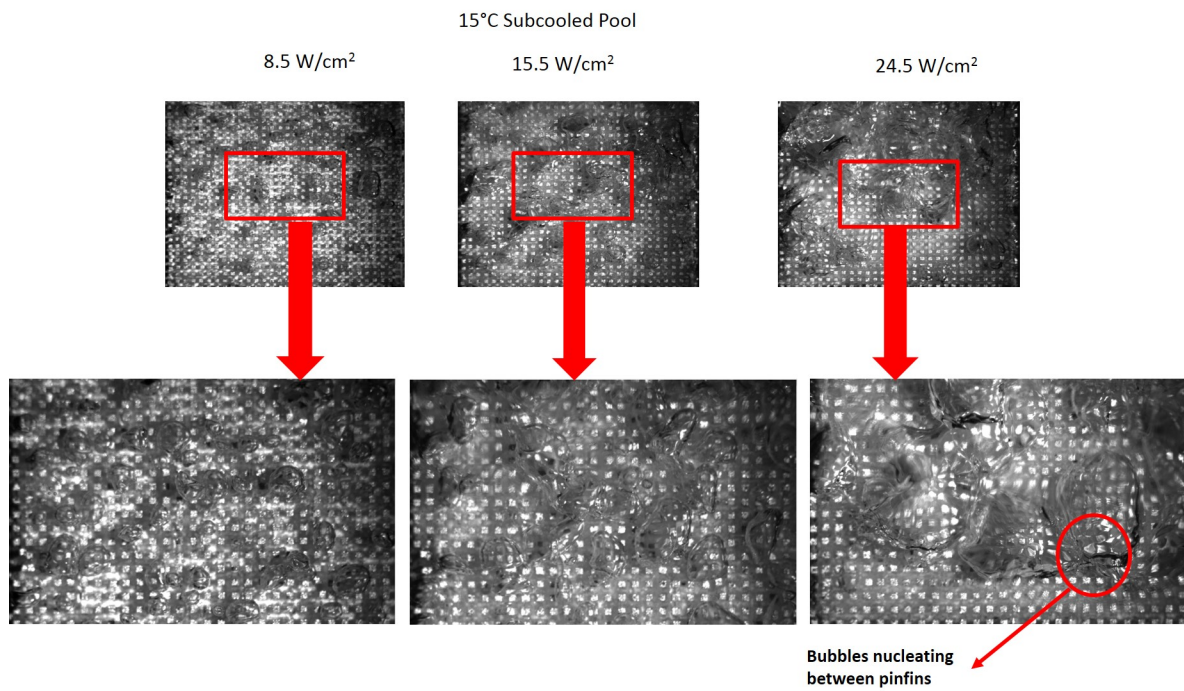 15°C Subcooled Pool
8.5 W/cm²
15.5 W/cm²
24.5 W/cm²
Bubbles nucleating
between pinfins